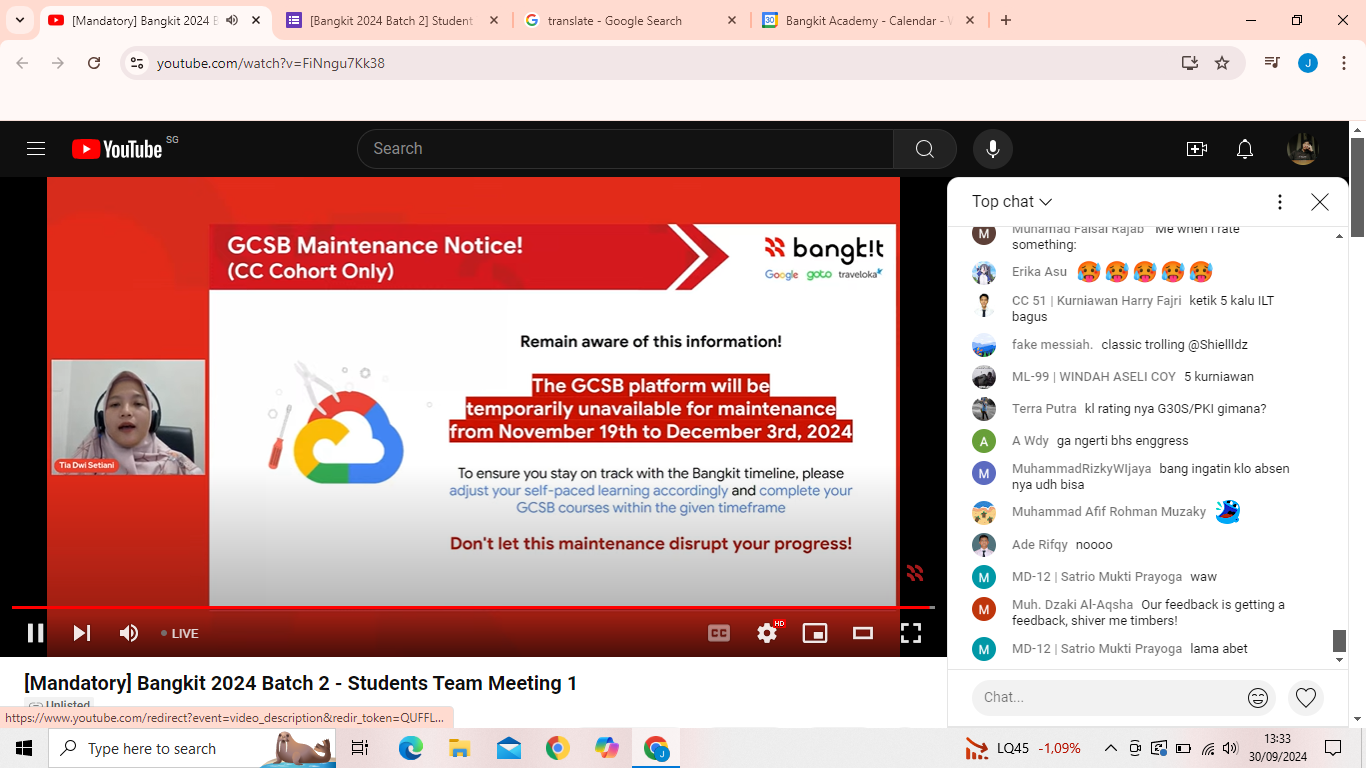 [Mandatory] Bangkit 2024 B
[Bangkit 2024 Batch 2] Student
translate - Google Search
Bangkit Academy - Calendar - V
youtube.com/watch?v=FiNngu7Kk38
J
YouTube SG
Search
GCSB Maintenance Notice!
(CC Cohort Only)
bangk!t
Google goto traveloka
Remain aware of this information!
The GCSB platform will be
temporarily unavailable for maintenance
from November 19th to December 3rd, 2024
To ensure you stay on track with the Bangkit timeline, please
adjust your self-paced learning accordingly and complete your
GCSB courses within the given timeframe
Don't let this maintenance disrupt your progress!
Tia Dwi Setiani
LIVE
CC
HD
[Mandatory] Bangkit 2024 Batch 2 - Students Team Meeting 1
Unlisted
https://www.youtube.com/redirect?event=video_description&redir_token=QUFFL...
Top chat
M
Muhamad Faisal Rajab Me when I rate
something:
Erika Asu
CC 51 | Kurniawan Harry Fajri ketik 5 kalu ILT
bagus
fake messiah. classic trolling @Shiellldz
ML-99 | WINDAH ASELI COY 5 kurniawan
Terra Putra kl rating nya G30S/PKI gimana?
A
A Wdy ga ngerti bhs enggress
M
MuhammadRizkyWIjaya bang ingatin klo absen
nya udh bisa
Muhammad Afif Rohman Muzaky
Ade Rifqy noooo
M
MD-12 | Satrio Mukti Prayoga waw
M
Muh. Dzaki Al-Aqsha Our feedback is getting a
feedback, shiver me timbers!
M
MD-12 | Satrio Mukti Prayoga lama abet
Chat...
Type here to search
J
LQ45 -1,09%
13:33
30/09/2024